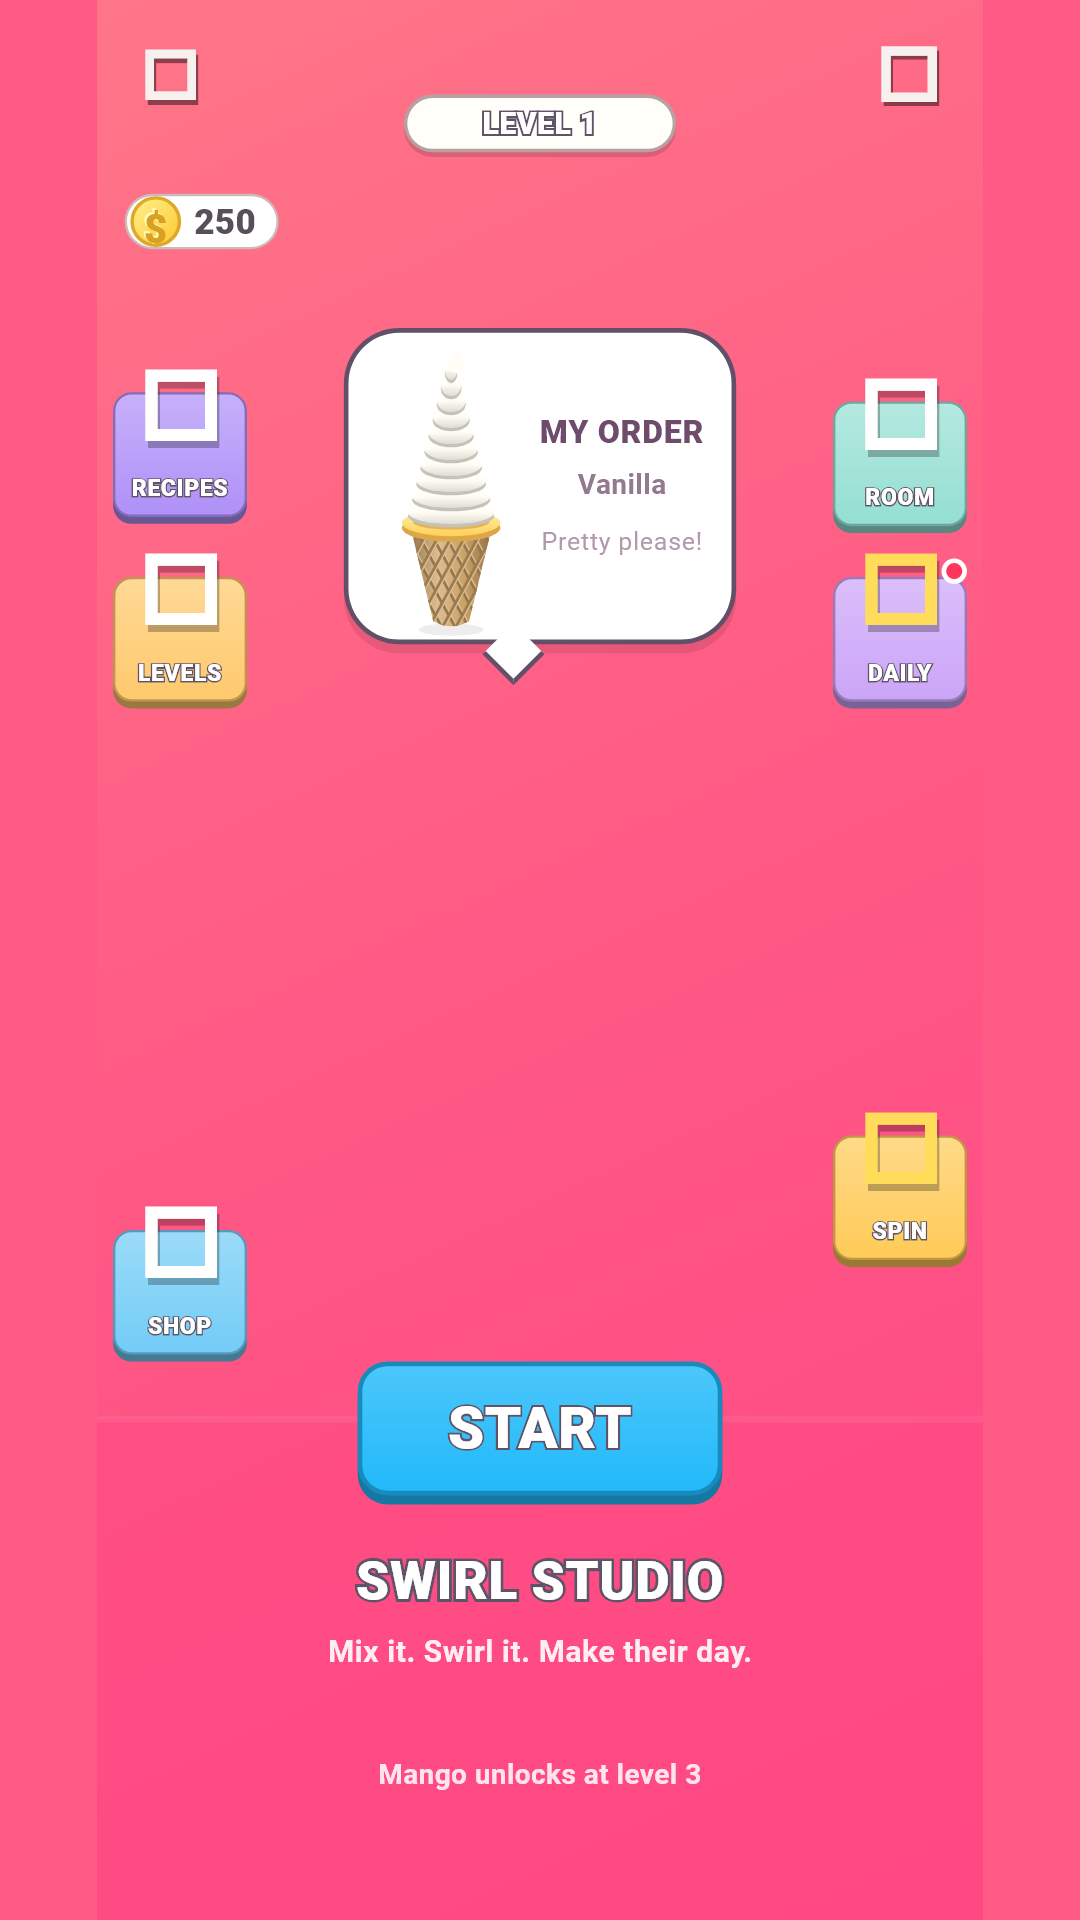 LEVEL 1
$ 250
MY ORDER
Vanilla
Pretty please!
RECIPES
ROOM
LEVELS
DAILY
SPIN
SHOP
START
SWIRL STUDIO
Mix it. Swirl it. Make their day.
Mango unlocks at level 3